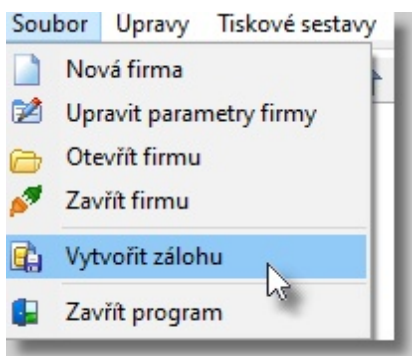 Soubor Upravy Tiskové sestavy
Nová firma
Upravit parametry firmy
Otevřít firmu
Zavřít firmu
Vytvořit zálohu
Zavřít program